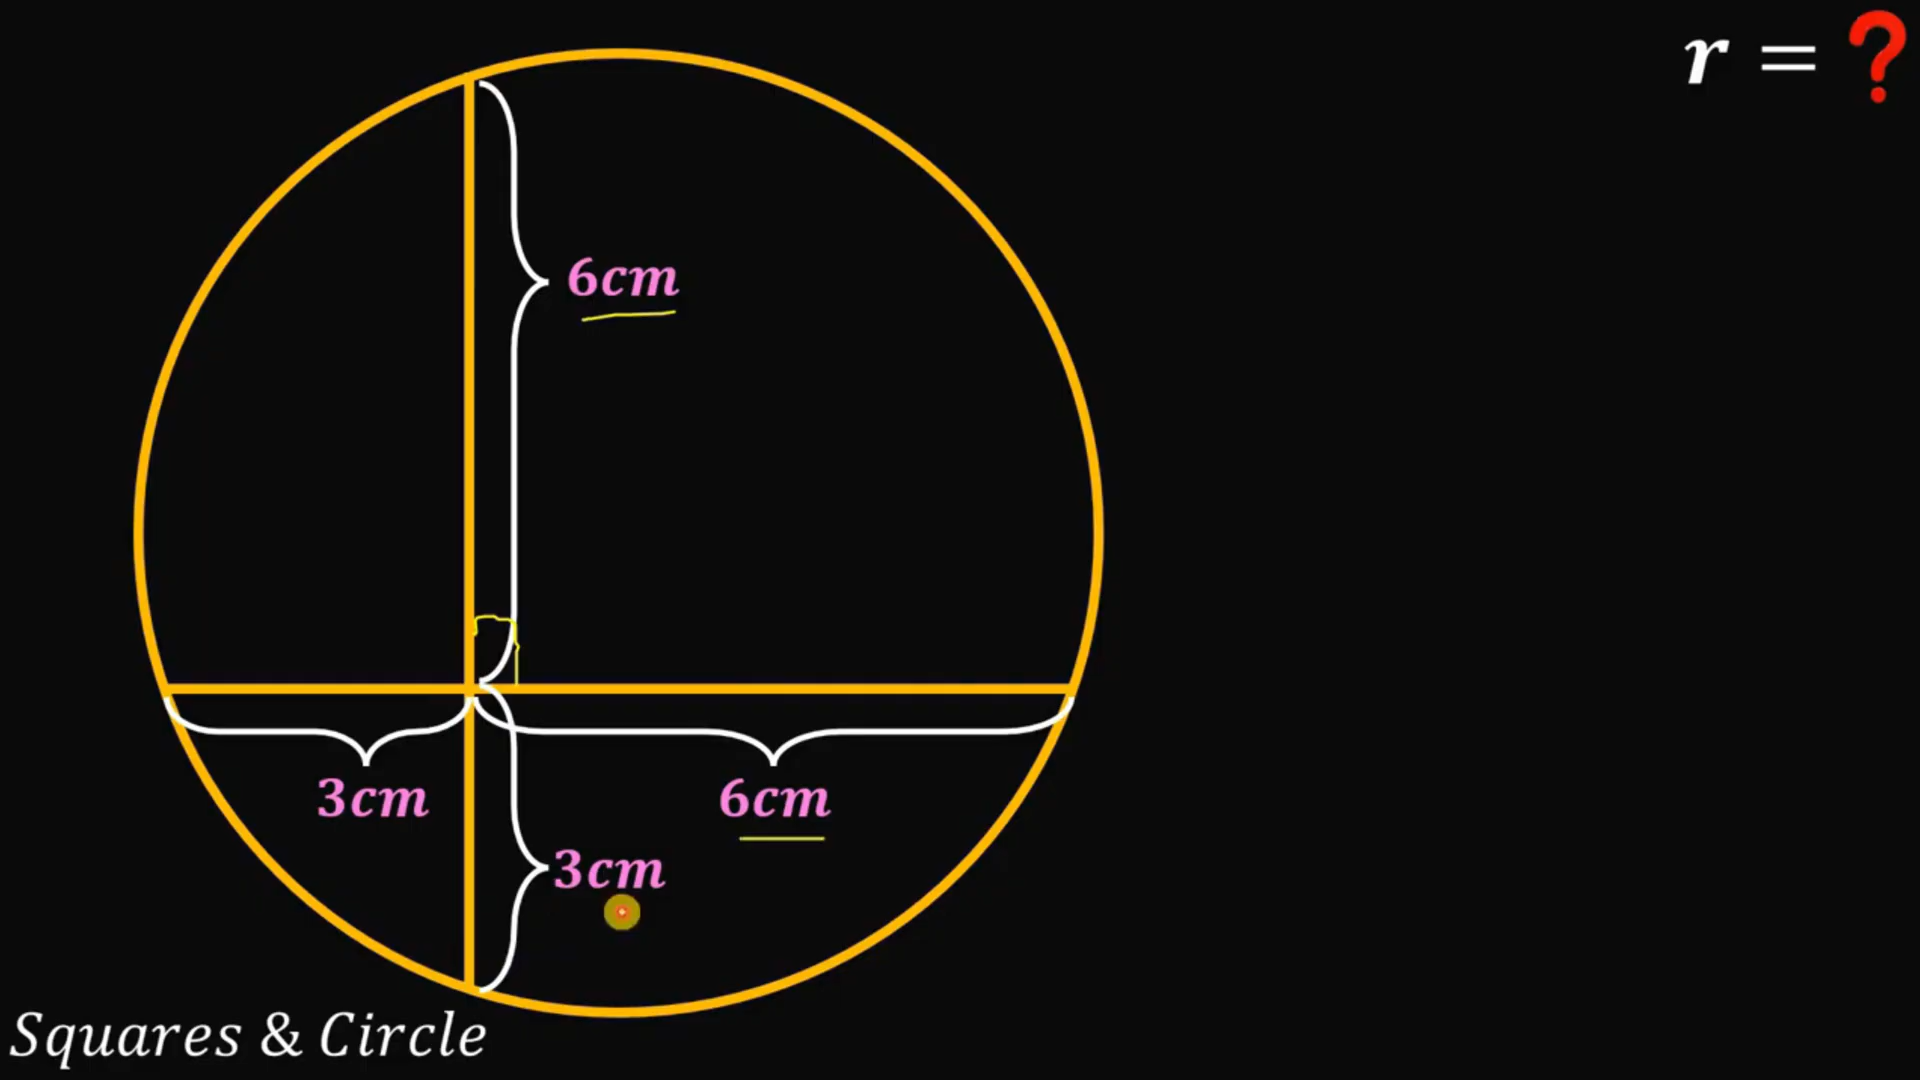 r = ?
6cm
3cm
6cm
3cm
Squares & Circle